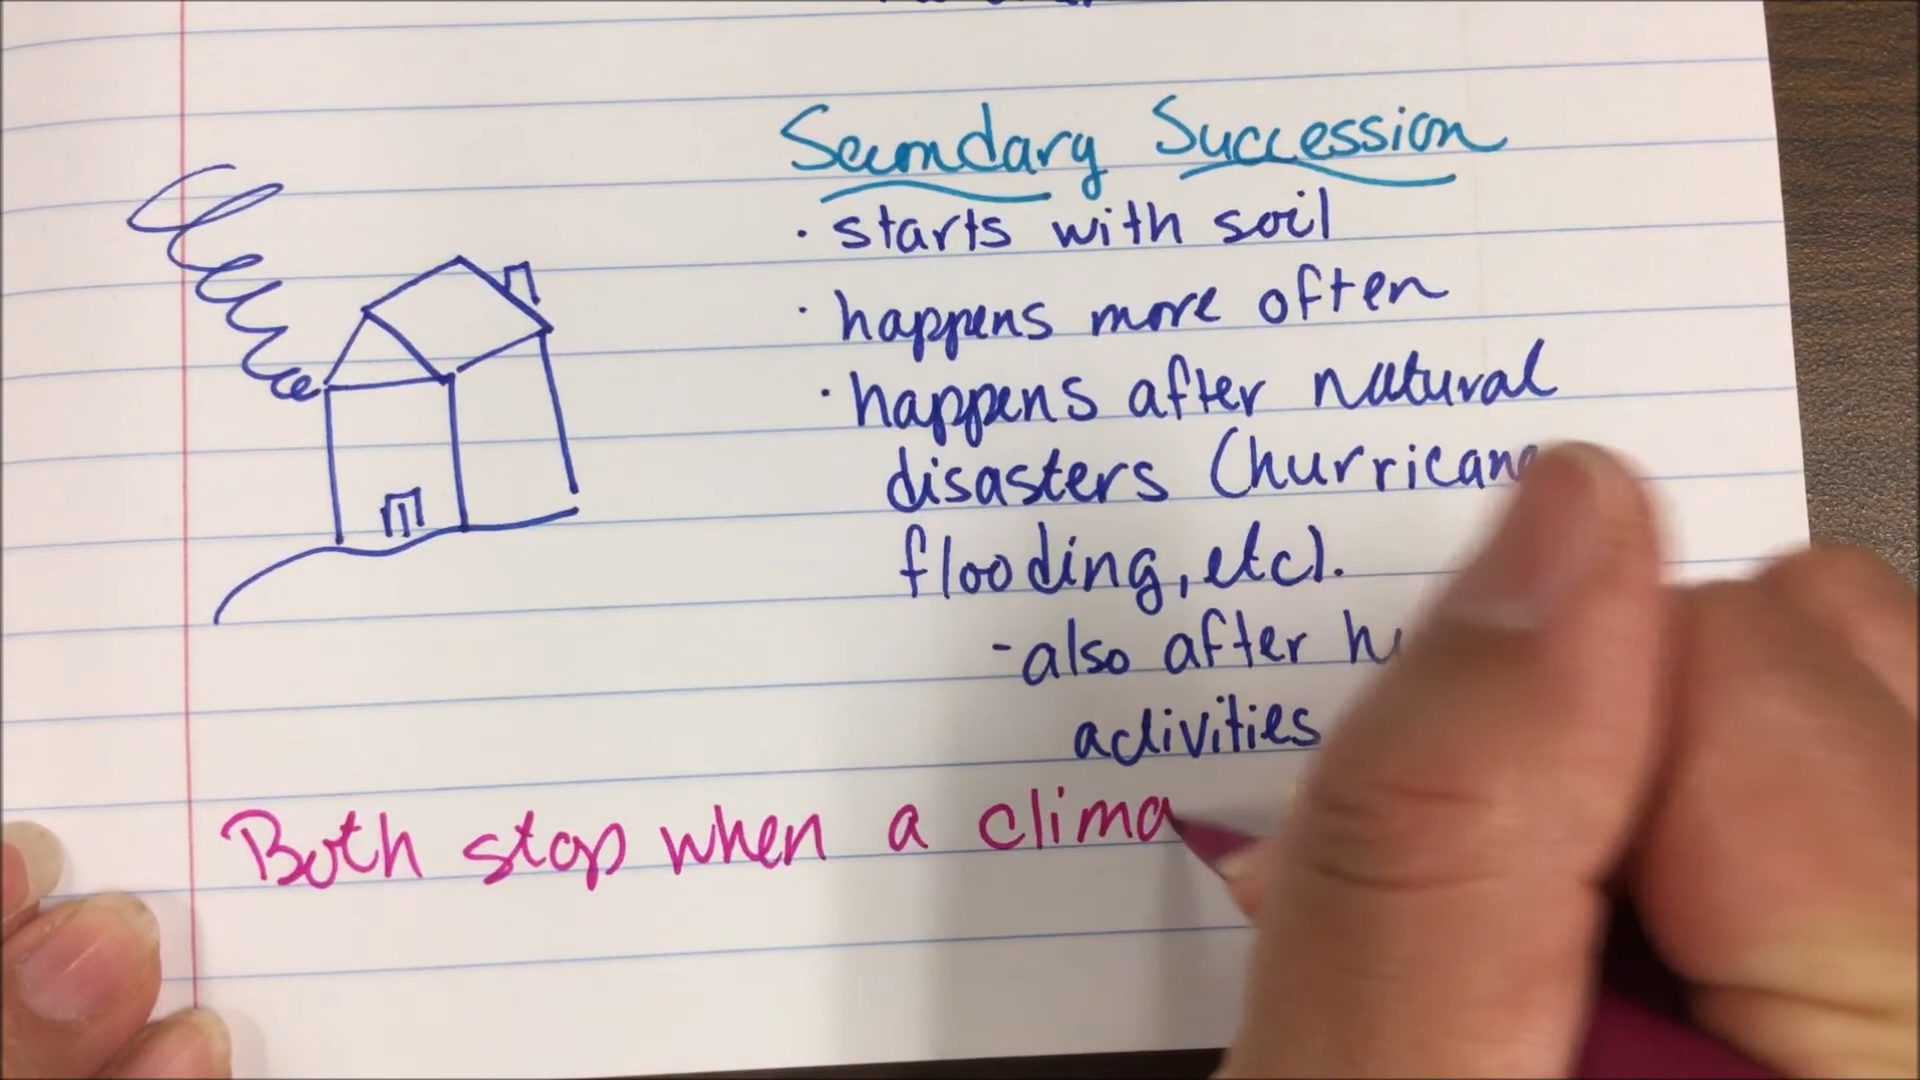 Secondary Succession
· starts with soil
· happens more often
· happens after natural
disasters (hurricane
flooding, etc).
- also after
activities
Both stop when a clima